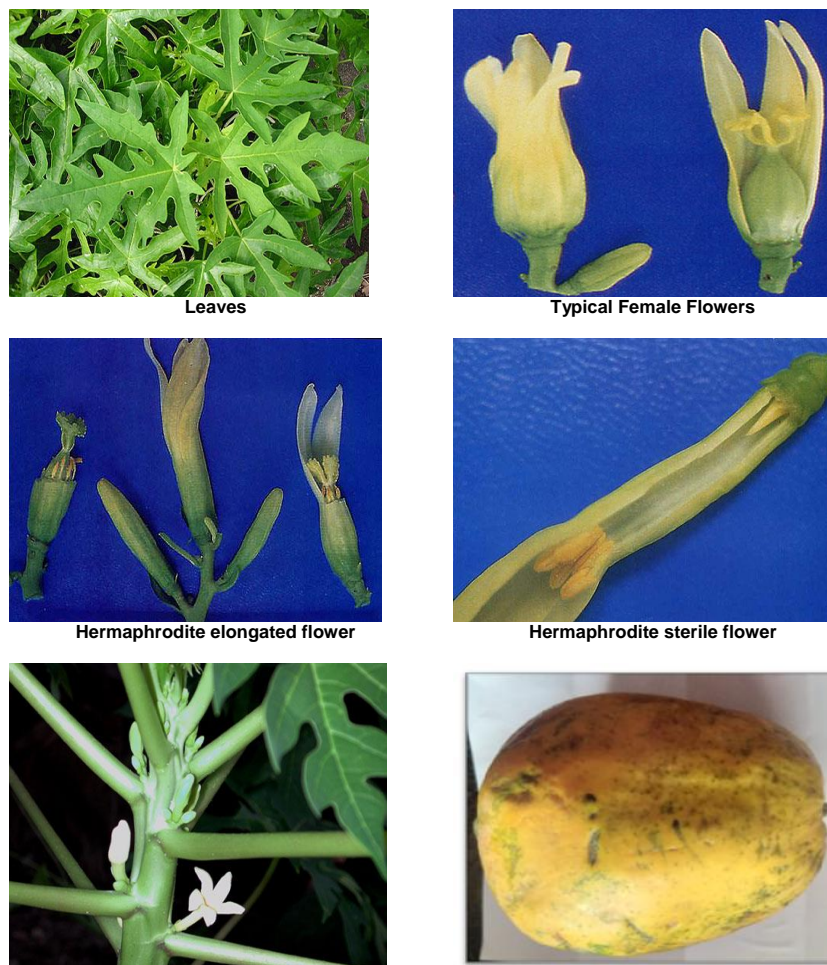 Leaves
Typical Female Flowers
Hermaphrodite elongated flower
Hermaphrodite sterile flower